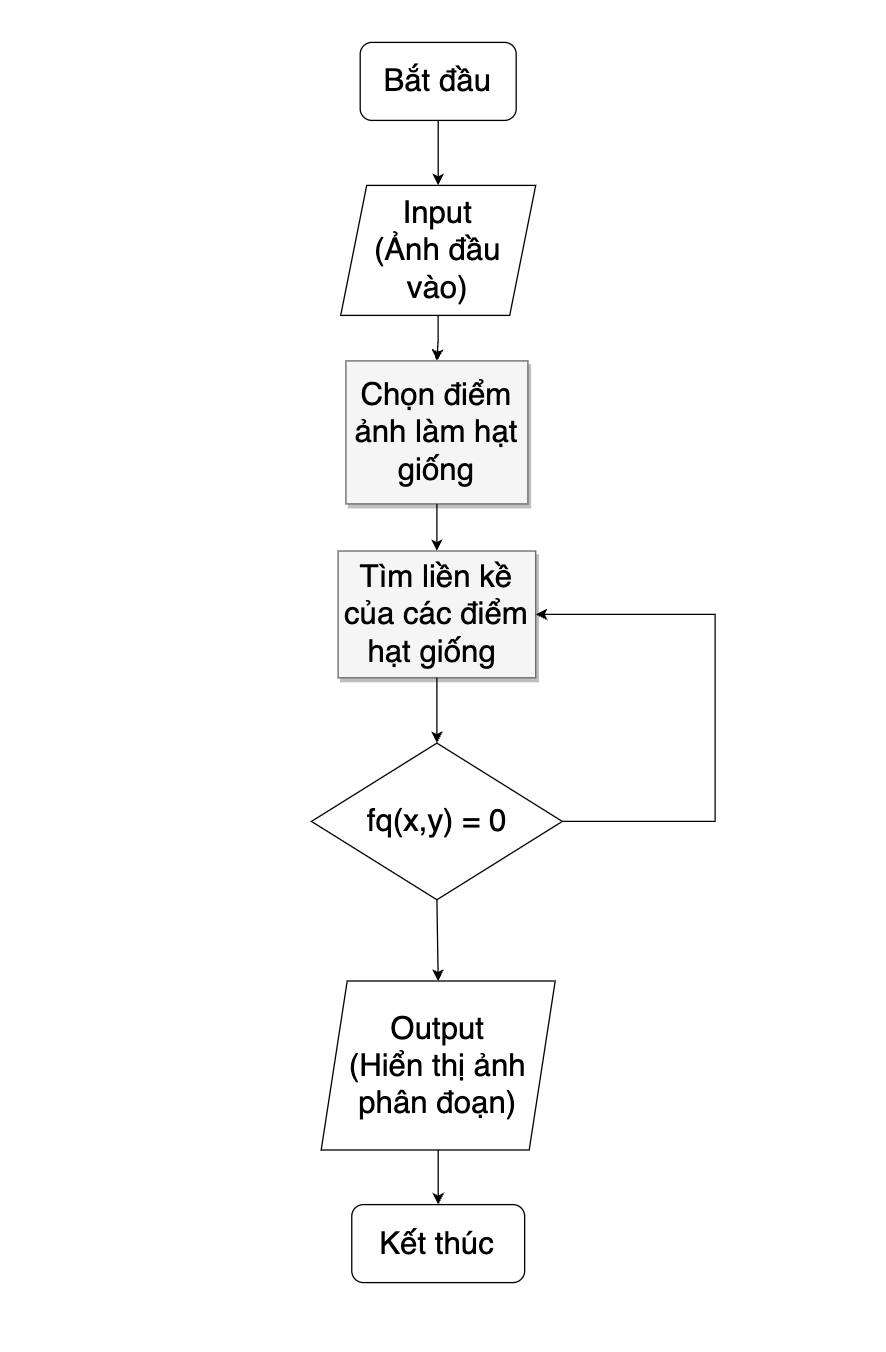 Bắt đầu
Input
(Ảnh đầu
vào)
Chọn điểm
ảnh làm hạt
giống
Tìm liền kề
của các điểm
hạt giống
fq(x,y) = 0
Output
(Hiển thị ảnh
phân đoạn)
Kết thúc